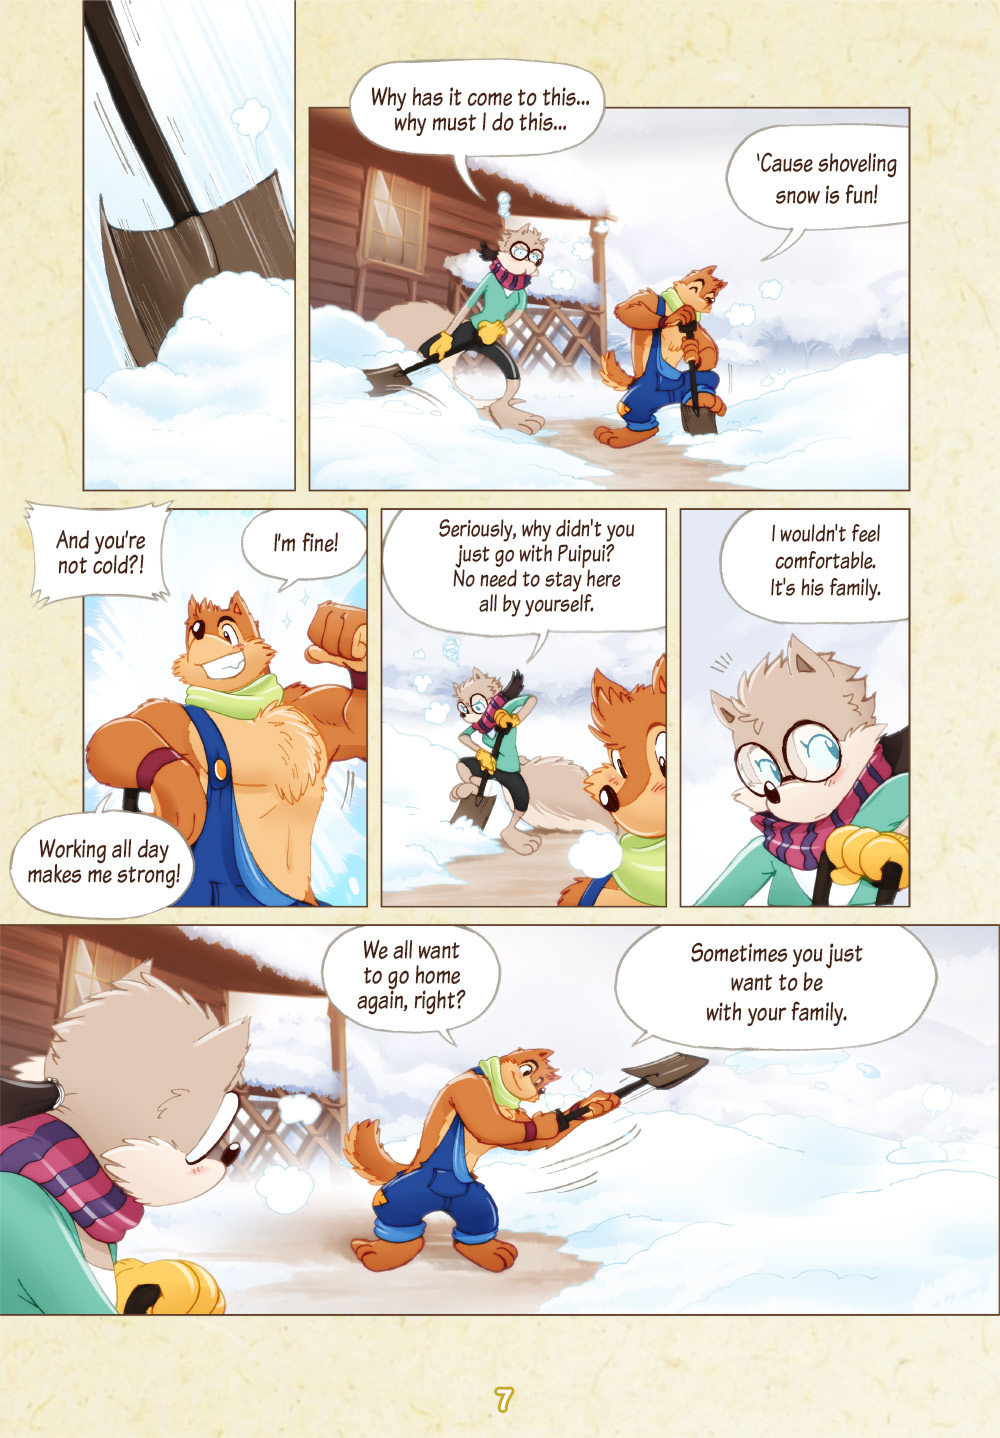 Why has it come to this...
why must I do this...
'Cause shoveling
snow is fun!
And you're
not cold?!
I'm fine!
Working all day
makes me strong!
Seriously, why didn't you
just go with Puipui?
No need to stay here
all by yourself.
I wouldn't feel
comfortable.
It's his family.
We all want
to go home
again, right?
Sometimes you just
want to be
with your family.
7